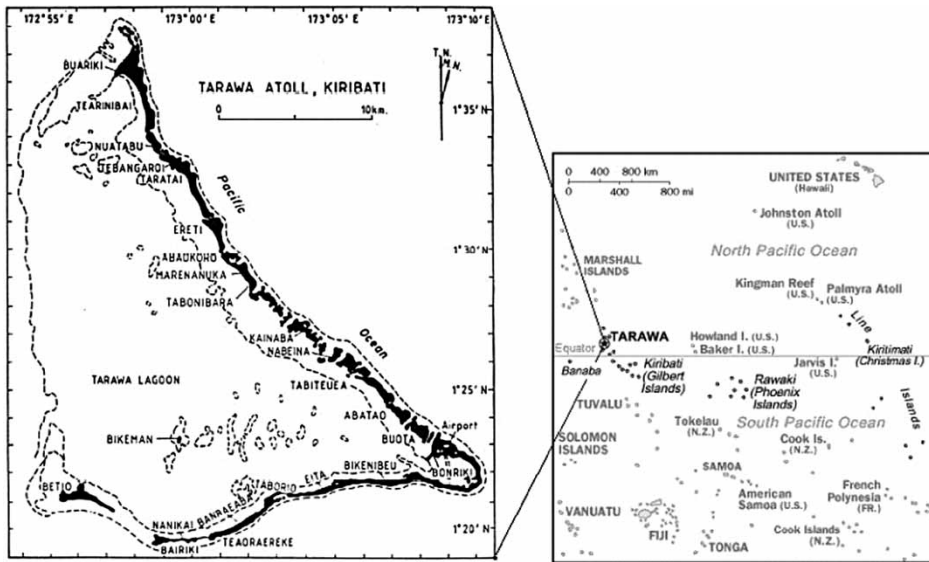 172°55'E
173°00'E
173°05'E
173°10'E
T.N.
M.N.
TARAWA ATOLL, KIRIBATI
0
10km.
1°35'N
1°30'N
1°25'N
1°20'N
BUARIKI
TEARINIBAI
NUATABU
TARATAI
Pacific
Ocean
ERETI
ABAOKORO
MARENANUKA
TABONIBARA
KAINABA
NABEINA
TARAWA LAGOON
TABITEUEA
ABATAO
Airport
BUOTA
BIKEMAN
BONRIKI
BIKENIBEU
EITA
TABORIO
BETIO
BANRAEABA
NANIKAI
TEAORAEREKE
BAIRIKI
0 400 800 km
0 400 800 mi
UNITED STATES
(Hawaii)
Johnston Atoll
(U.S.)
North Pacific Ocean
MARSHALL
ISLANDS
Kingman Reef
(U.S.)
Palmyra Atoll
(U.S.)
Line
Islands
TARAWA
Howland I. (U.S.)
Baker I. (U.S.)
Equator
Kiritimati
(Christmas I.)
Jarvis I.
(U.S.)
Banaba
Kiribati
(Gilbert
Islands)
Rawaki
(Phoenix
Islands)
TUVALU
South Pacific Ocean
Tokelau
(N.Z.)
SOLOMON
ISLANDS
Cook Is.
(N.Z.)
SAMOA
American
Samoa (U.S.)
French
Polynesia
(FR.)
VANUATU
FIJI
TONGA
Cook Islands
(N.Z.)